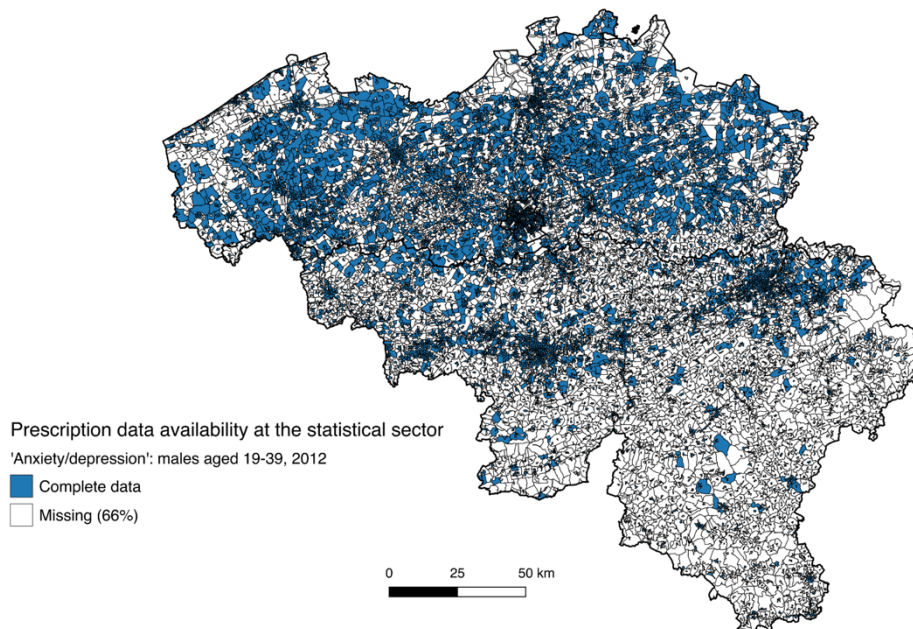 Prescription data availability at the statistical sector
'Anxiety/depression': males aged 19-39, 2012
Complete data
Missing (66%)
0 25 50 km